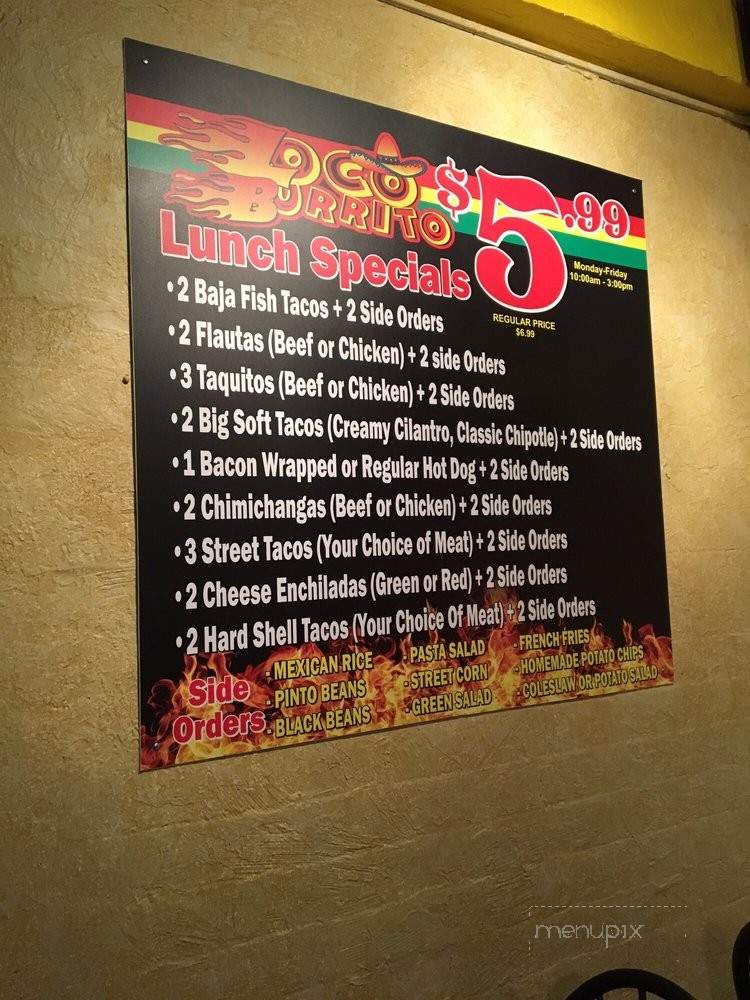 LOCO
BURRITO
$5.99
Lunch Specials
Monday-Friday
10:00am - 3:00pm
REGULAR PRICE
$6.99
• 2 Baja Fish Tacos + 2 Side Orders
• 2 Flautas (Beef or Chicken) + 2 side Orders
• 3 Taquitos (Beef or Chicken) + 2 Side Orders
• 2 Big Soft Tacos (Creamy Cilantro, Classic Chipotle) + 2 Side Orders
• 1 Bacon Wrapped or Regular Hot Dog + 2 Side Orders
• 2 Chimichangas (Beef or Chicken) + 2 Side Orders
• 3 Street Tacos (Your Choice of Meat) + 2 Side Orders
• 2 Cheese Enchiladas (Green or Red) + 2 Side Orders
• 2 Hard Shell Tacos (Your Choice Of Meat) + 2 Side Orders
Side
Orders
- MEXICAN RICE
- PINTO BEANS
- BLACK BEANS
- PASTA SALAD
- STREET CORN
- GREEN SALAD
- FRENCH FRIES
- HOMEMADE POTATO CHIPS
- COLESLAW OR POTATO SALAD
menupix